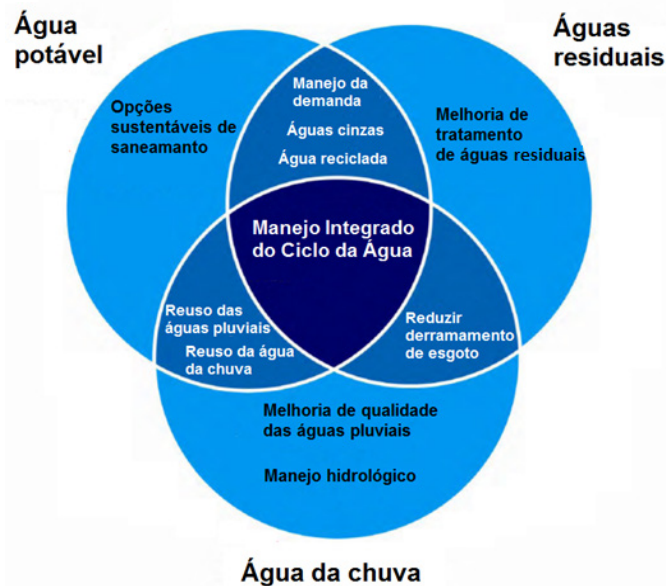 Água
potável
Águas
residuais
Opções
sustentáveis de
saneamanto
Manejo da
demanda
Águas cinzas
Água reciclada
Melhoria de
tratamento
de águas residuais
Manejo Integrado
do Ciclo da Água
Reuso das
águas pluviais
Reuso da água
da chuva
Reduzir
derramamento
de esgoto
Melhoria de qualidade
das águas pluviais
Manejo hidrológico
Água da chuva